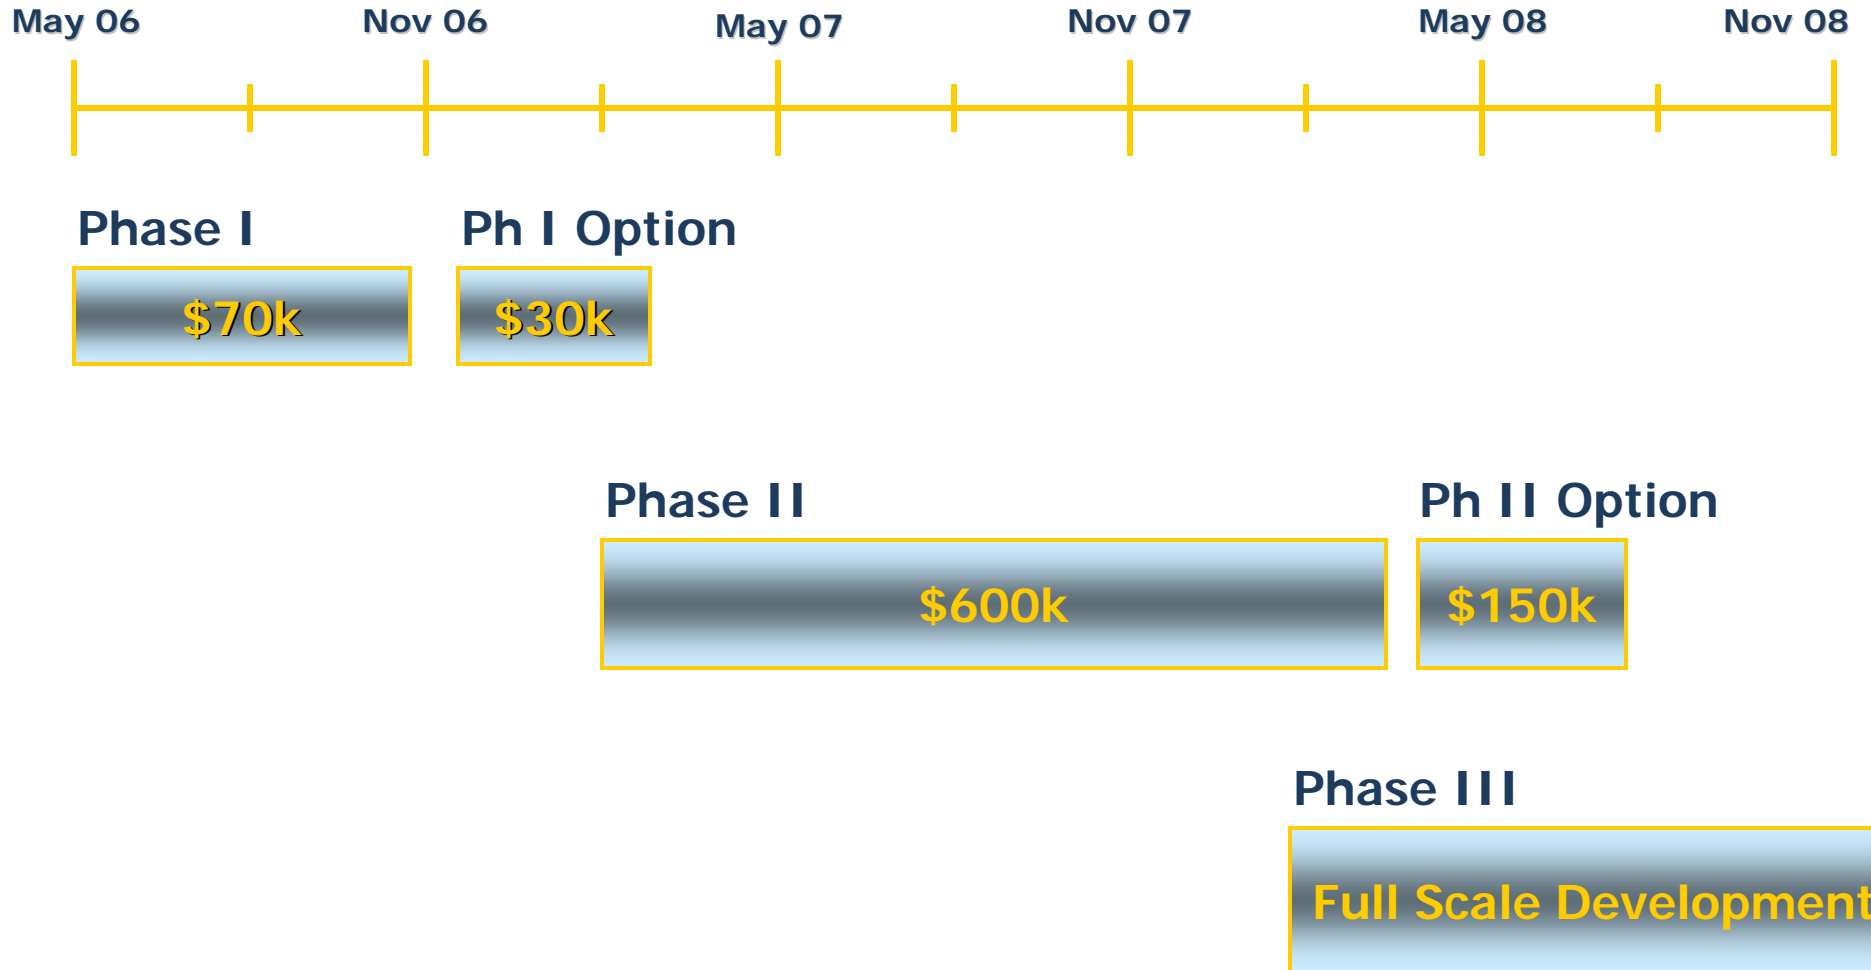 May 06
Nov 06
May 07
Nov 07
May 08
Nov 08
Phase I
Ph I Option
$70k
$30k
Phase II
Ph II Option
$600k
$150k
Phase III
Full Scale Development